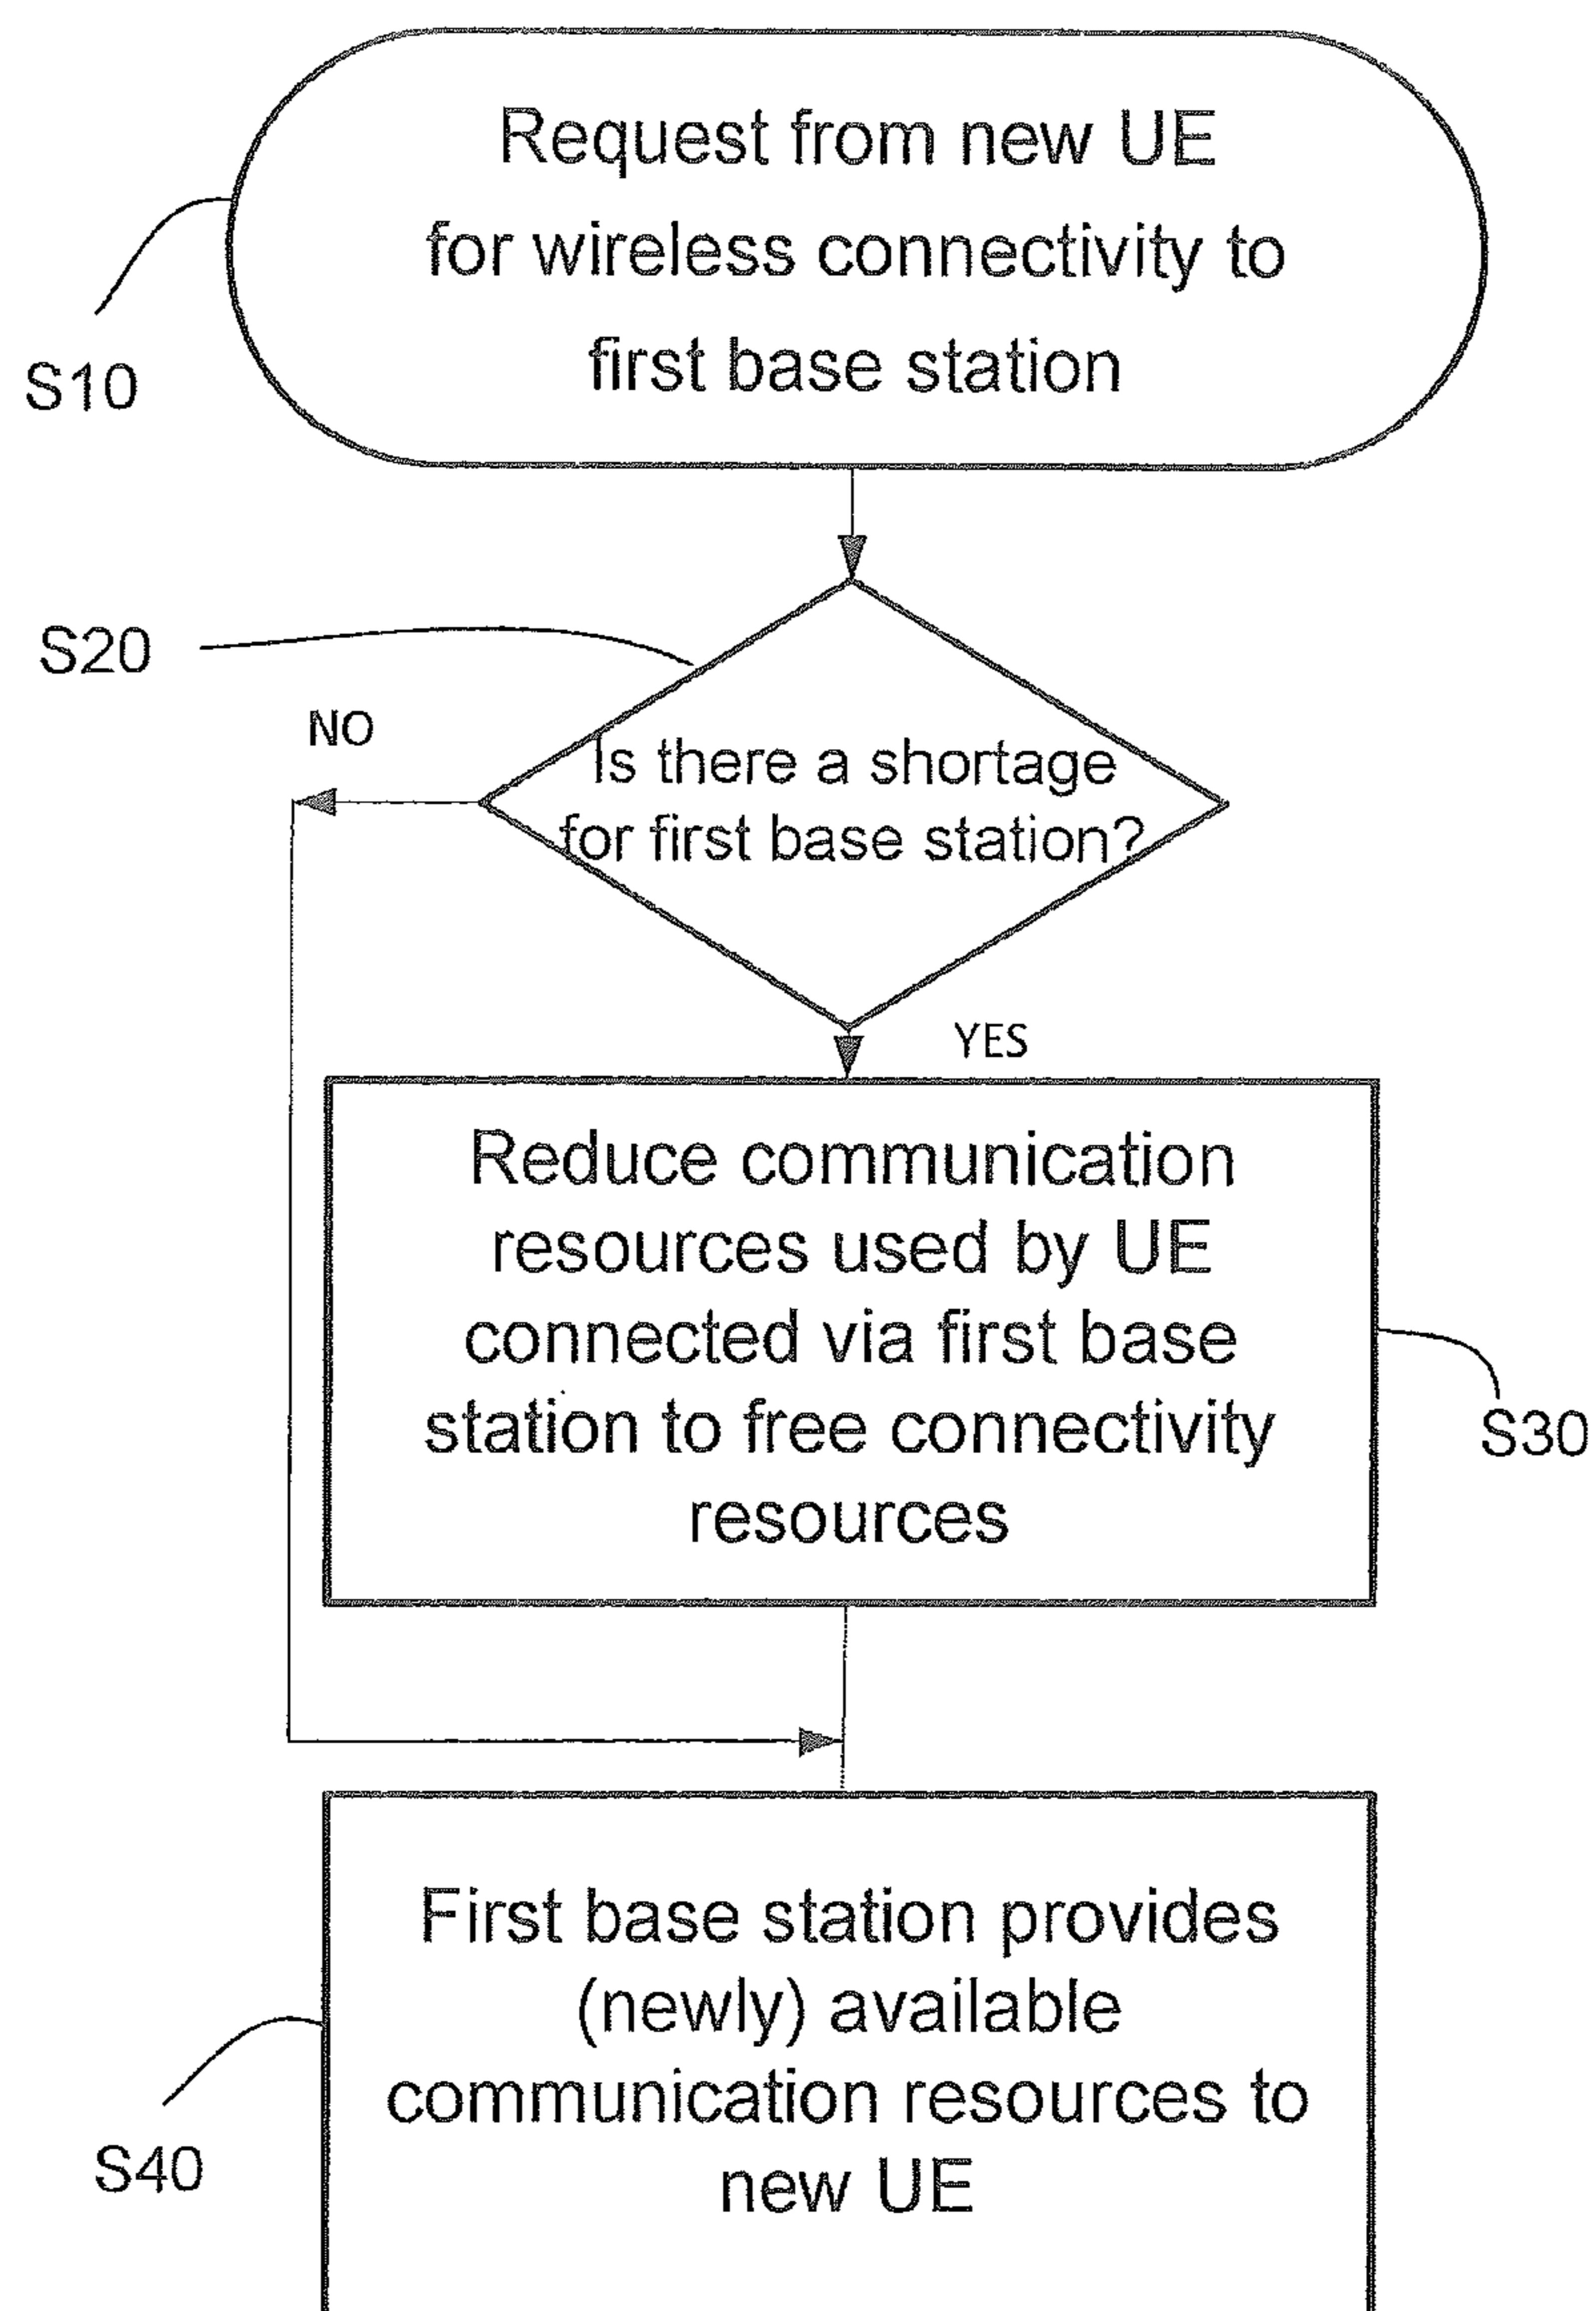 Request from new UE
for wireless connectivity to
first base station
S10
S20
NO
Is there a shortage
for first base station?
YES
Reduce communication
resources used by UE
connected via first base
station to free connectivity
resources
S30
First base station provides
(newly) available
communication resources to
new UE
S40